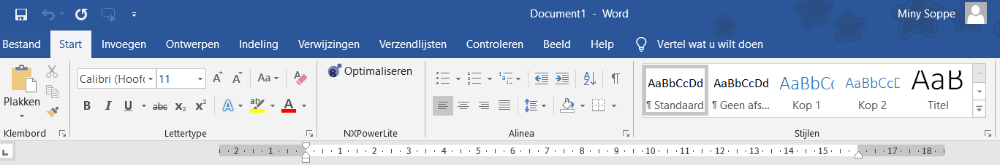 Document1 - Word
Miny Soppe
Bestand Start Invoegen Ontwerpen Indeling Verwijzingen Verzendlijsten Controleren Beeld Help Vertel wat u wilt doen
Calibri (Hoofd 11 Aa Optimaliseren
AaBbCcDd AaBbCcDd AaBbCc AaBbCcD AaB
Plakken B I U abc x₂ x² A A ¶ Standaard ¶ Geen afs... Kop 1 Kop 2 Titel
Klembord Lettertype NXPowerLite Alinea Stijlen
2 1 1 2 3 4 5 6 7 8 9 10 11 12 13 14 15 17 18